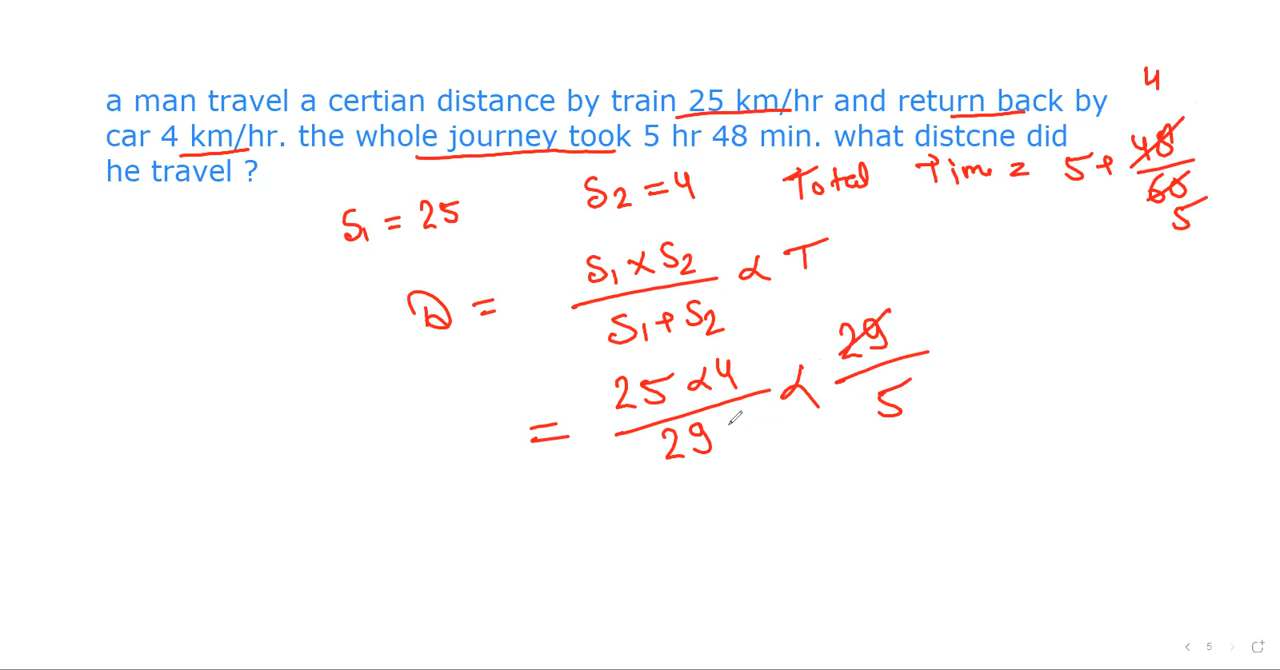 a man travel a certian distance by train 25 km/hr and return back by
car 4 km/hr. the whole journey took 5 hr 48 min. what distcne did
he travel ?
4
S1 = 25 S2 = 4 Total Time = 5 + 48/60
5
D = S1 × S2 / S1 + S2 × T
= 25 × 4 / 29 × 29 / 5
5